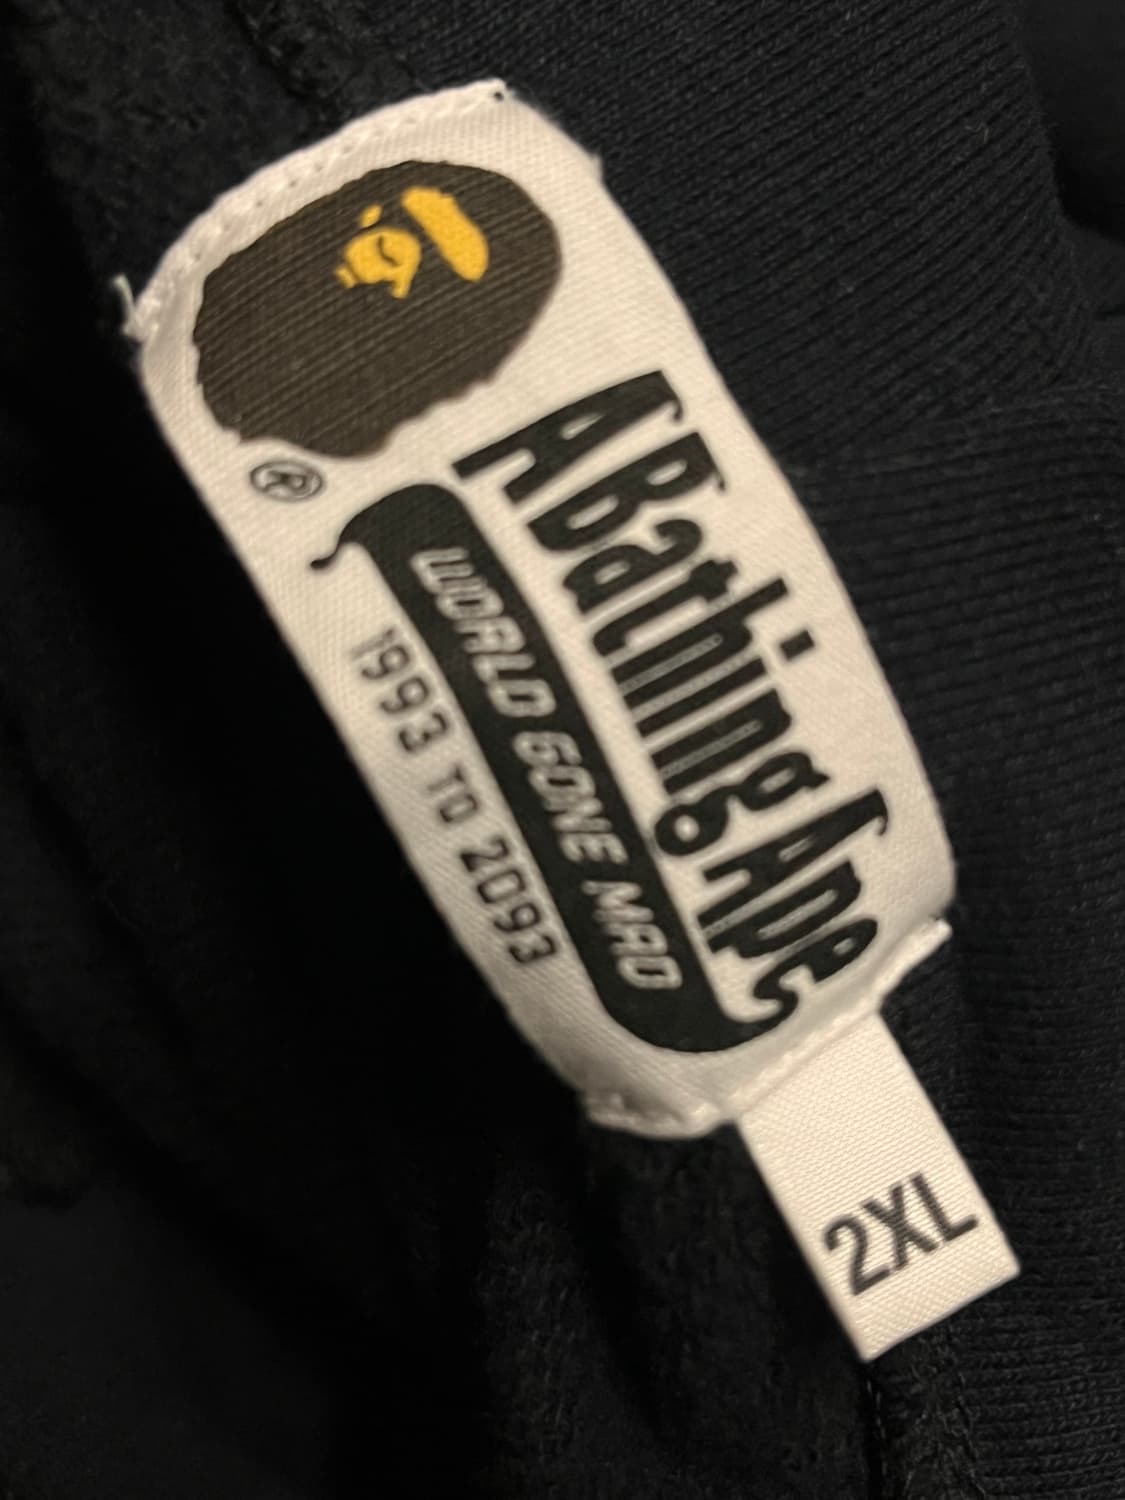 ®
A Bathing Ape
WORLD GONE MAD
1993 TO 2093
2XL